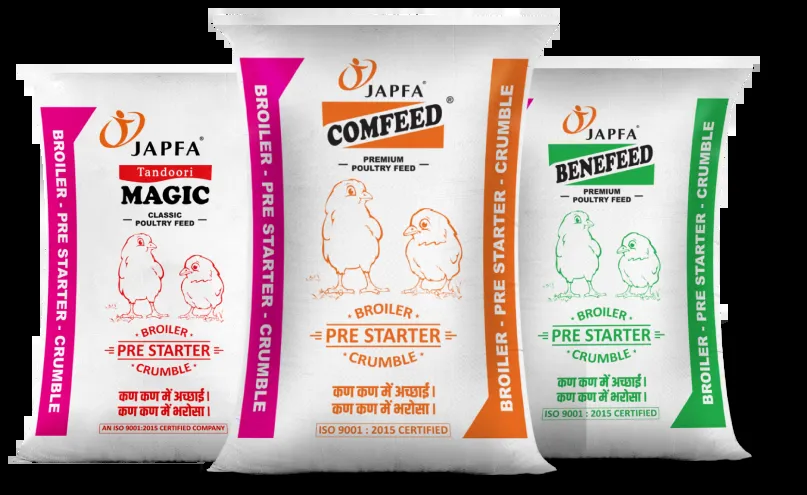 BROILER - PRE STARTER - CRUMBLE
JAPFA®
Tandoori
MAGIC
CLASSIC
POULTRY FEED
· BROILER ·
PRE STARTER
· CRUMBLE ·
कण कण में अच्छाई।
कण कण में भरोसा।
AN ISO 9001:2015 CERTIFIED COMPANY
BROILER - PRE STARTER - CRUMBLE
JAPFA®
COMFEED®
PREMIUM
POULTRY FEED
· BROILER ·
PRE STARTER
· CRUMBLE ·
कण कण में अच्छाई।
कण कण में भरोसा।
ISO 9001 : 2015 CERTIFIED
BROILER - PRE STARTER - CRUMBLE
JAPFA®
BENEFEED
PREMIUM
POULTRY FEED
· BROILER ·
PRE STARTER
· CRUMBLE ·
कण कण में अच्छाई।
कण कण में भरोसा।
ISO 9001 : 2015 CERTIFIED
BROILER - PRE STARTER - CRUMBLE